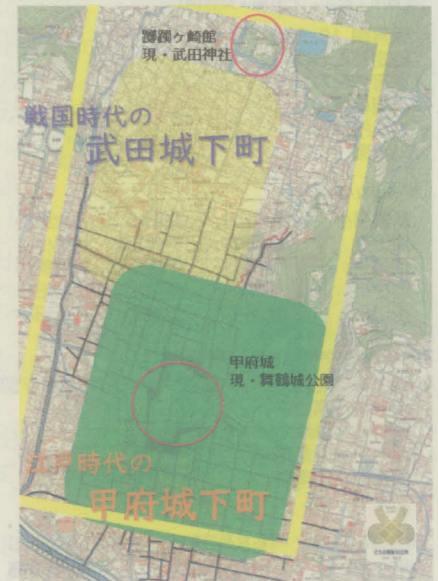 躑躅ヶ崎館
現・武田神社
戦国時代の
武田城下町
甲府城
現・舞鶴城公園
江戸時代の
甲府城下町